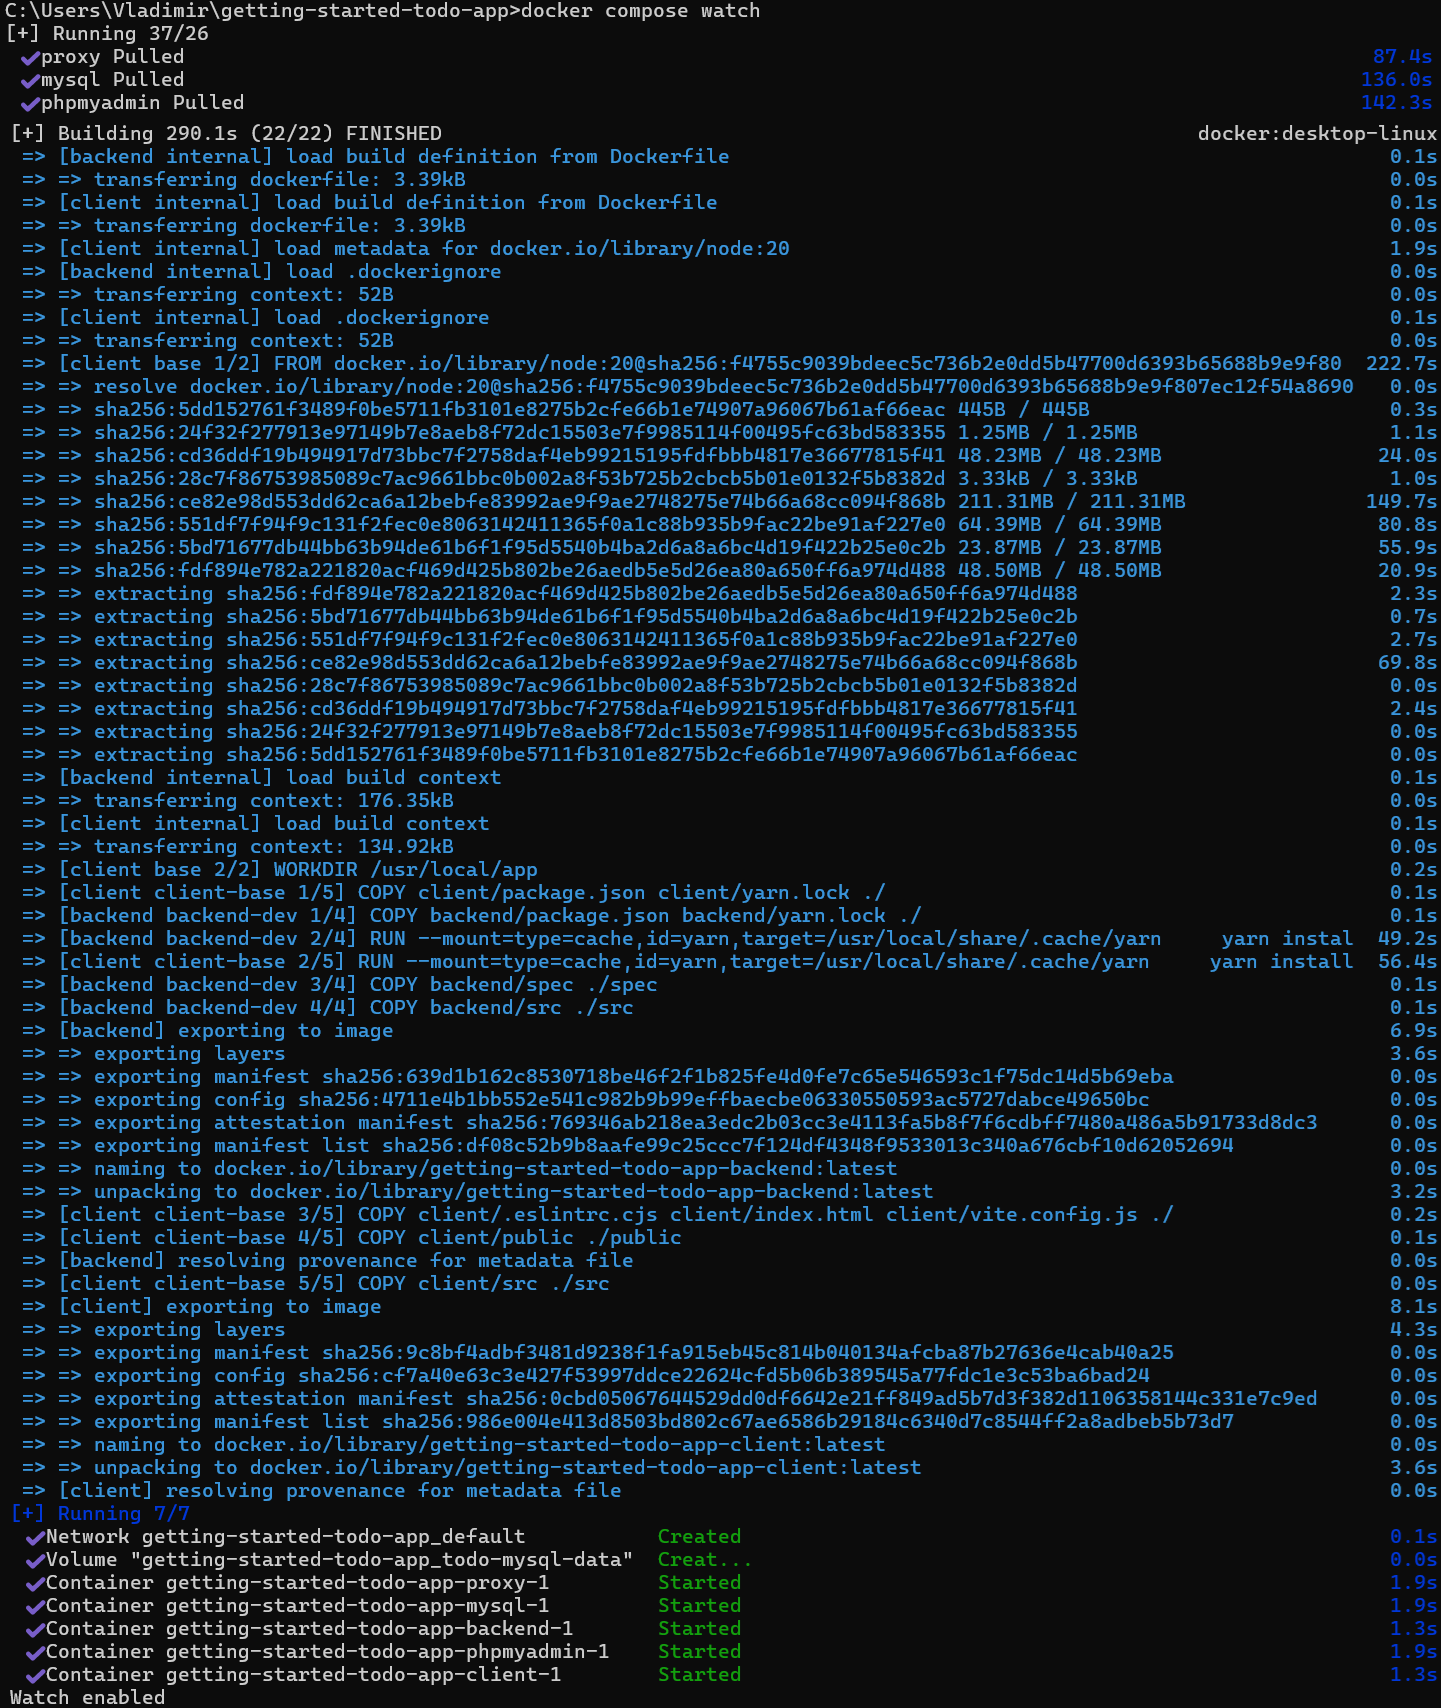 C:\Users\Vladimir\getting-started-todo-app>docker compose watch
[+] Running 37/26
✔proxy Pulled 87.4s
✔mysql Pulled 136.0s
✔phpmyadmin Pulled 142.3s
[+] Building 290.1s (22/22) FINISHED docker:desktop-linux
=> [backend internal] load build definition from Dockerfile 0.1s
=> => transferring dockerfile: 3.39kB 0.0s
=> [client internal] load build definition from Dockerfile 0.1s
=> => transferring dockerfile: 3.39kB 0.0s
=> [client internal] load metadata for docker.io/library/node:20 1.9s
=> [backend internal] load .dockerignore 0.0s
=> => transferring context: 52B 0.0s
=> [client internal] load .dockerignore 0.1s
=> => transferring context: 52B 0.0s
=> [client base 1/2] FROM docker.io/library/node:20@sha256:f4755c9039bdeec5c736b2e0dd5b47700d6393b65688b9e9f80 222.7s
=> => resolve docker.io/library/node:20@sha256:f4755c9039bdeec5c736b2e0dd5b47700d6393b65688b9e9f807ec12f54a8690 0.0s
=> => sha256:5dd152761f3489f0be5711fb3101e8275b2cfe66b1e74907a96067b61af66eac 445B / 445B 0.3s
=> => sha256:24f32f277913e97149b7e8aeb8f72dc15503e7f9985114f00495fc63bd583355 1.25MB / 1.25MB 1.1s
=> => sha256:cd36ddf19b494917d73bbc7f2758daf4eb99215195fdfbbb4817e36677815f41 48.23MB / 48.23MB 24.0s
=> => sha256:28c7f86753985089c7ac9661bbc0b002a8f53b725b2cbcb5b01e0132f5b8382d 3.33kB / 3.33kB 1.0s
=> => sha256:ce82e98d553dd62ca6a12bebfe83992ae9f9ae2748275e74b66a68cc094f868b 211.31MB / 211.31MB 149.7s
=> => sha256:551df7f94f9c131f2fec0e8063142411365f0a1c88b935b9fac22be91af227e0 64.39MB / 64.39MB 80.8s
=> => sha256:5bd71677db44bb63b94de61b6f1f95d5540b4ba2d6a8a6bc4d19f422b25e0c2b 23.87MB / 23.87MB 55.9s
=> => sha256:fdf894e782a221820acf469d425b802be26aedb5e5d26ea80a650ff6a974d488 48.50MB / 48.50MB 20.9s
=> => extracting sha256:fdf894e782a221820acf469d425b802be26aedb5e5d26ea80a650ff6a974d488 2.3s
=> => extracting sha256:5bd71677db44bb63b94de61b6f1f95d5540b4ba2d6a8a6bc4d19f422b25e0c2b 0.7s
=> => extracting sha256:551df7f94f9c131f2fec0e8063142411365f0a1c88b935b9fac22be91af227e0 2.7s
=> => extracting sha256:ce82e98d553dd62ca6a12bebfe83992ae9f9ae2748275e74b66a68cc094f868b 69.8s
=> => extracting sha256:28c7f86753985089c7ac9661bbc0b002a8f53b725b2cbcb5b01e0132f5b8382d 0.0s
=> => extracting sha256:cd36ddf19b494917d73bbc7f2758daf4eb99215195fdfbbb4817e36677815f41 2.4s
=> => extracting sha256:24f32f277913e97149b7e8aeb8f72dc15503e7f9985114f00495fc63bd583355 0.0s
=> => extracting sha256:5dd152761f3489f0be5711fb3101e8275b2cfe66b1e74907a96067b61af66eac 0.0s
=> [backend internal] load build context 0.1s
=> => transferring context: 176.35kB 0.0s
=> [client internal] load build context 0.1s
=> => transferring context: 134.92kB 0.0s
=> [client base 2/2] WORKDIR /usr/local/app 0.2s
=> [client client-base 1/5] COPY client/package.json client/yarn.lock ./ 0.1s
=> [backend backend-dev 1/4] COPY backend/package.json backend/yarn.lock ./ 0.1s
=> [backend backend-dev 2/4] RUN --mount=type=cache,id=yarn,target=/usr/local/share/.cache/yarn     yarn instal 49.2s
=> [client client-base 2/5] RUN --mount=type=cache,id=yarn,target=/usr/local/share/.cache/yarn     yarn install 56.4s
=> [backend backend-dev 3/4] COPY backend/spec ./spec 0.1s
=> [backend backend-dev 4/4] COPY backend/src ./src 0.1s
=> [backend] exporting to image 6.9s
=> => exporting layers 3.6s
=> => exporting manifest sha256:639d1b162c8530718be46f2f1b825fe4d0fe7c65e546593c1f75dc14d5b69eba 0.0s
=> => exporting config sha256:4711e4b1bb552e541c982b9b99effbaecbe06330550593ac5727dabce49650bc 0.0s
=> => exporting attestation manifest sha256:769346ab218ea3edc2b03cc3e4113fa5b8f7f6cdbff7480a486a5b91733d8dc3 0.0s
=> => exporting manifest list sha256:df08c52b9b8aafe99c25ccc7f124df4348f9533013c340a676cbf10d62052694 0.0s
=> => naming to docker.io/library/getting-started-todo-app-backend:latest 0.0s
=> => unpacking to docker.io/library/getting-started-todo-app-backend:latest 3.2s
=> [client client-base 3/5] COPY client/.eslintrc.cjs client/index.html client/vite.config.js ./ 0.2s
=> [client client-base 4/5] COPY client/public ./public 0.1s
=> [backend] resolving provenance for metadata file 0.0s
=> [client client-base 5/5] COPY client/src ./src 0.0s
=> [client] exporting to image 8.1s
=> => exporting layers 4.3s
=> => exporting manifest sha256:9c8bf4adbf3481d9238f1fa915eb45c814b040134afcba87b27636e4cab40a25 0.0s
=> => exporting config sha256:cf7a40e63c3e427f53997ddce22624cfd5b06b389545a77fdc1e3c53ba6bad24 0.0s
=> => exporting attestation manifest sha256:0cbd05067644529dd0df6642e21ff849ad5b7d3f382d1106358144c331e7c9ed 0.0s
=> => exporting manifest list sha256:986e004e413d8503bd802c67ae6586b29184c6340d7c8544ff2a8adbeb5b73d7 0.0s
=> => naming to docker.io/library/getting-started-todo-app-client:latest 0.0s
=> => unpacking to docker.io/library/getting-started-todo-app-client:latest 3.6s
=> [client] resolving provenance for metadata file 0.0s
[+] Running 7/7
✔Network getting-started-todo-app_default Created 0.1s
✔Volume "getting-started-todo-app_todo-mysql-data" Creat... 0.0s
✔Container getting-started-todo-app-proxy-1 Started 1.9s
✔Container getting-started-todo-app-mysql-1 Started 1.9s
✔Container getting-started-todo-app-backend-1 Started 1.3s
✔Container getting-started-todo-app-phpmyadmin-1 Started 1.9s
✔Container getting-started-todo-app-client-1 Started 1.3s
Watch enabled